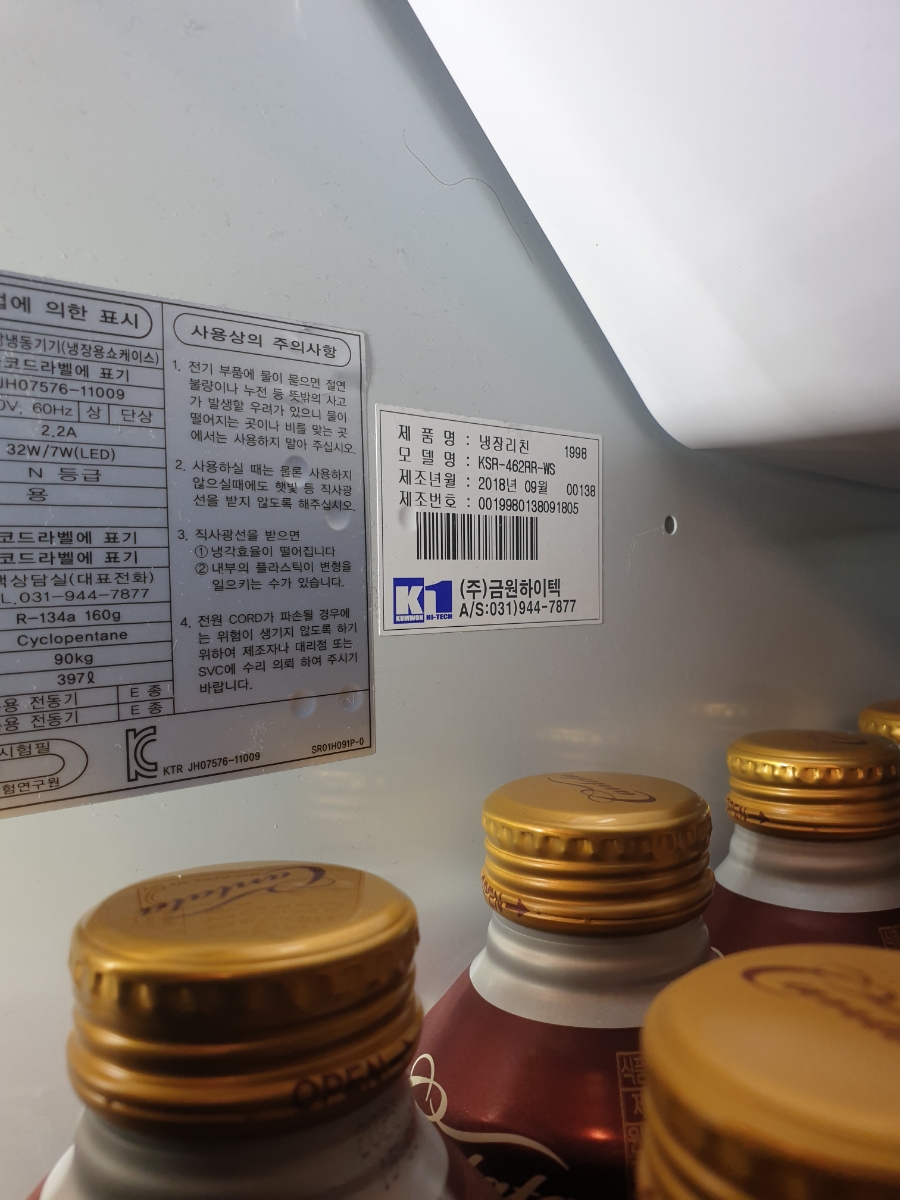 에 의한 표시
냉동기기(냉장용쇼케이스)
코드라벨에 표기
JH07576-11009
V, 60Hz 상 단상
2.2A
32W/7W(LED)
N 등급
용
코드라벨에 표기
코드라벨에 표기
상담실(대표전화)
L.031-944-7877
R-134a 160g
Cyclopentane
90kg
397ℓ
용 전동기 E 종
용 전동기 E 종
시험필
험연구원
KTR JH07576-11009
SR01H091P-0
사용상의 주의사항
1. 전기 부품에 물이 묻으면 절연
불량이나 누전 등 뜻밖의 사고
가 발생할 우려가 있으니 물이
떨어지는 곳이나 비를 맞는 곳
에서는 사용하지 말아 주십시오.
2. 사용하실 때는 물론 사용하지
않으실때에도 햇빛 등 직사광
선을 받지 않도록 해주십시오.
3. 직사광선을 받으면
①냉각효율이 떨어집니다
②내부의 플라스틱이 변형을
일으키는 수가 있습니다.
4. 전원 CORD가 파손될 경우에
는 위험이 생기지 않도록 하기
위하여 제조자나 대리점 또는
SVC에 수리 의뢰 하여 주시기
바랍니다.
제 품 명 : 냉장리친 1998
모 델 명 : KSR-462RR-WS
제조년월 : 2018년 09월 00138
제조번호 : 0019980138091805
K1
KUMWON HI-TECH
(주)금원하이텍
A/S:031)944-7877
Cantata
OPEN
Cantata
OPEN
OPEN